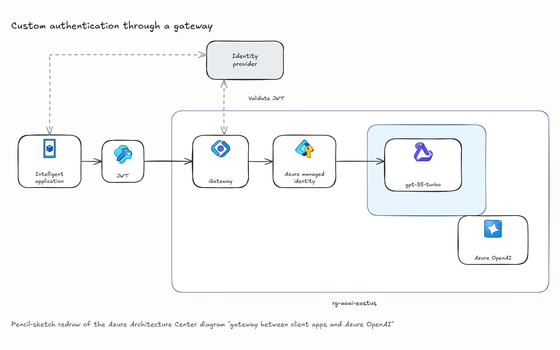 Custom authentication through a gateway
Identity
provider
Validate JWT
Intelligent
application
JWT
Gateway
Azure managed
identity
gpt-35-turbo
Azure OpenAI
rg-aoai-eastus
Pencil-sketch redraw of the Azure Architecture Center diagram "gateway between client apps and Azure OpenAI"